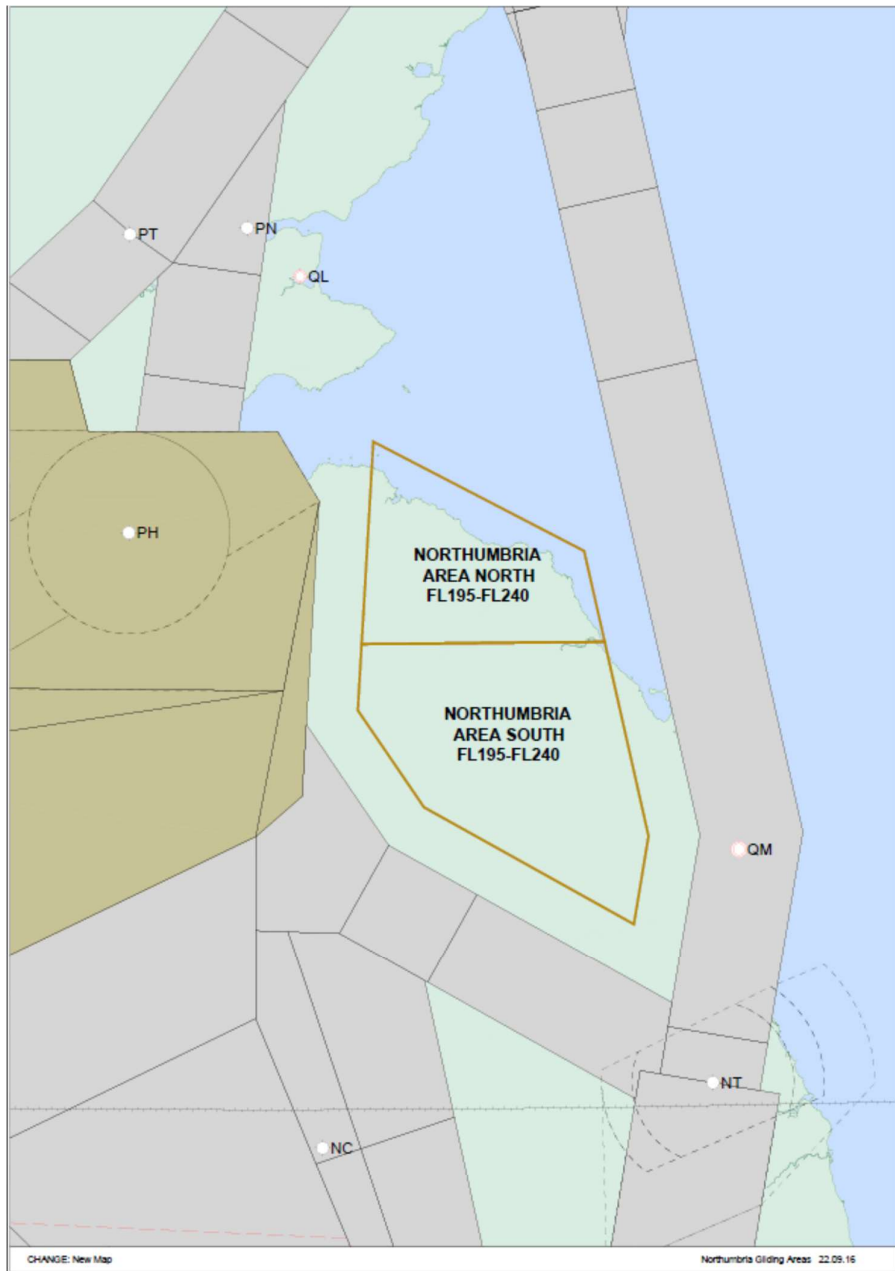 PT
PN
QL
PH
NORTHUMBRIA
AREA NORTH
FL195-FL240
NORTHUMBRIA
AREA SOUTH
FL195-FL240
QM
NT
NC
CHANGE: New Map
Northumbria Gliding Areas 22.09.16